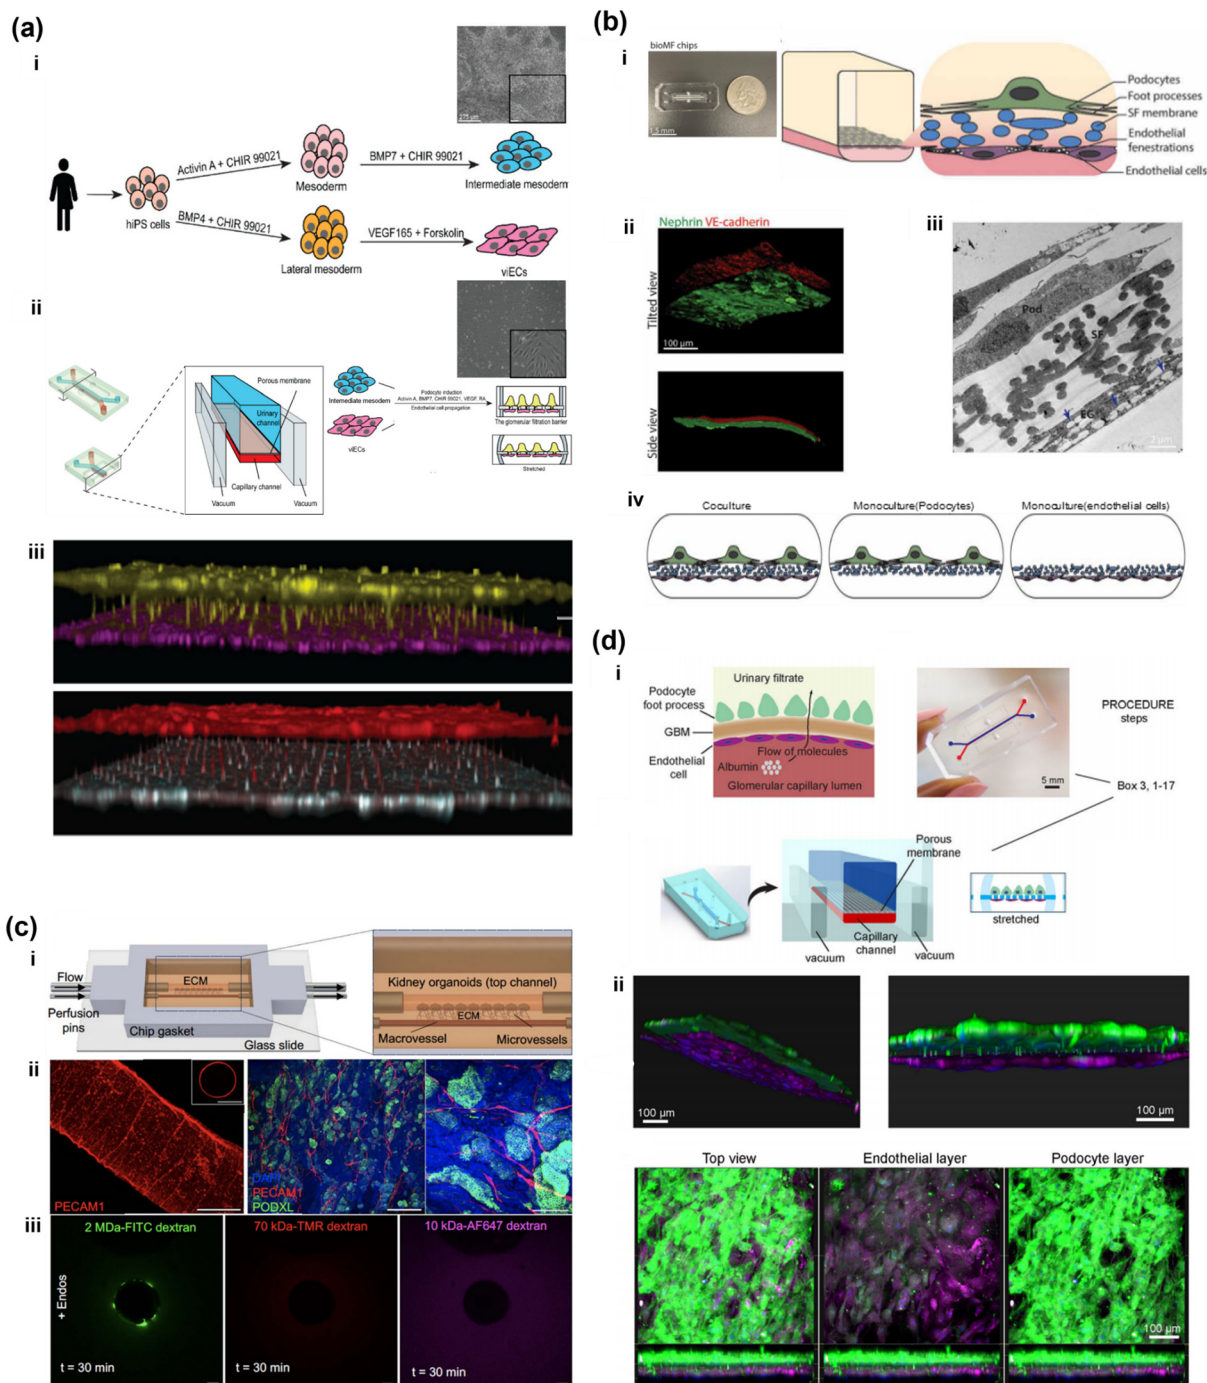 (a)
i
275 μm
Activin A + CHIR 99021
BMP7 + CHIR 99021
Mesoderm
Intermediate mesoderm
hiPS cells
BMP4 + CHIR 99021
VEGF165 + Forskolin
Lateral mesoderm
viECs
ii
Porous membrane
Urinary
channel
Capillary channel
Vacuum
Vacuum
Intermediate mesoderm
viECs
Podocyte induction
Activin A, BMP7, CHIR 99021, VEGF, RA
Endothelial cell propagation
The glomerular filtration barrier
Stretched
iii
(b)
i
bioMF chips
1.5 mm
Podocytes
Foot processes
SF membrane
Endothelial
fenestrations
Endothelial cells
ii
Nephrin VE-cadherin
Tilted view
100 μm
Side view
iii
Pod
SF
EC
2 μm
iv
Coculture
Monoculture(Podocytes)
Monoculture(endothelial cells)
(c)
i
Flow
Perfusion
pins
ECM
Chip gasket
Glass slide
Kidney organoids (top channel)
ECM
Macrovessel
Microvessels
ii
PECAM1
DAPI
PECAM1
PODXL
iii
+ Endos
2 MDa-FITC dextran
t = 30 min
70 kDa-TMR dextran
t = 30 min
10 kDa-AF647 dextran
t = 30 min
(d)
i
Urinary filtrate
Podocyte
foot process
GBM
Endothelial
cell
Flow of molecules
Albumin
Glomerular capillary lumen
5 mm
PROCEDURE
steps
Box 3, 1-17
Porous
membrane
Capillary
channel
vacuum
vacuum
stretched
ii
100 μm
100 μm
Top view
Endothelial layer
Podocyte layer
100 μm